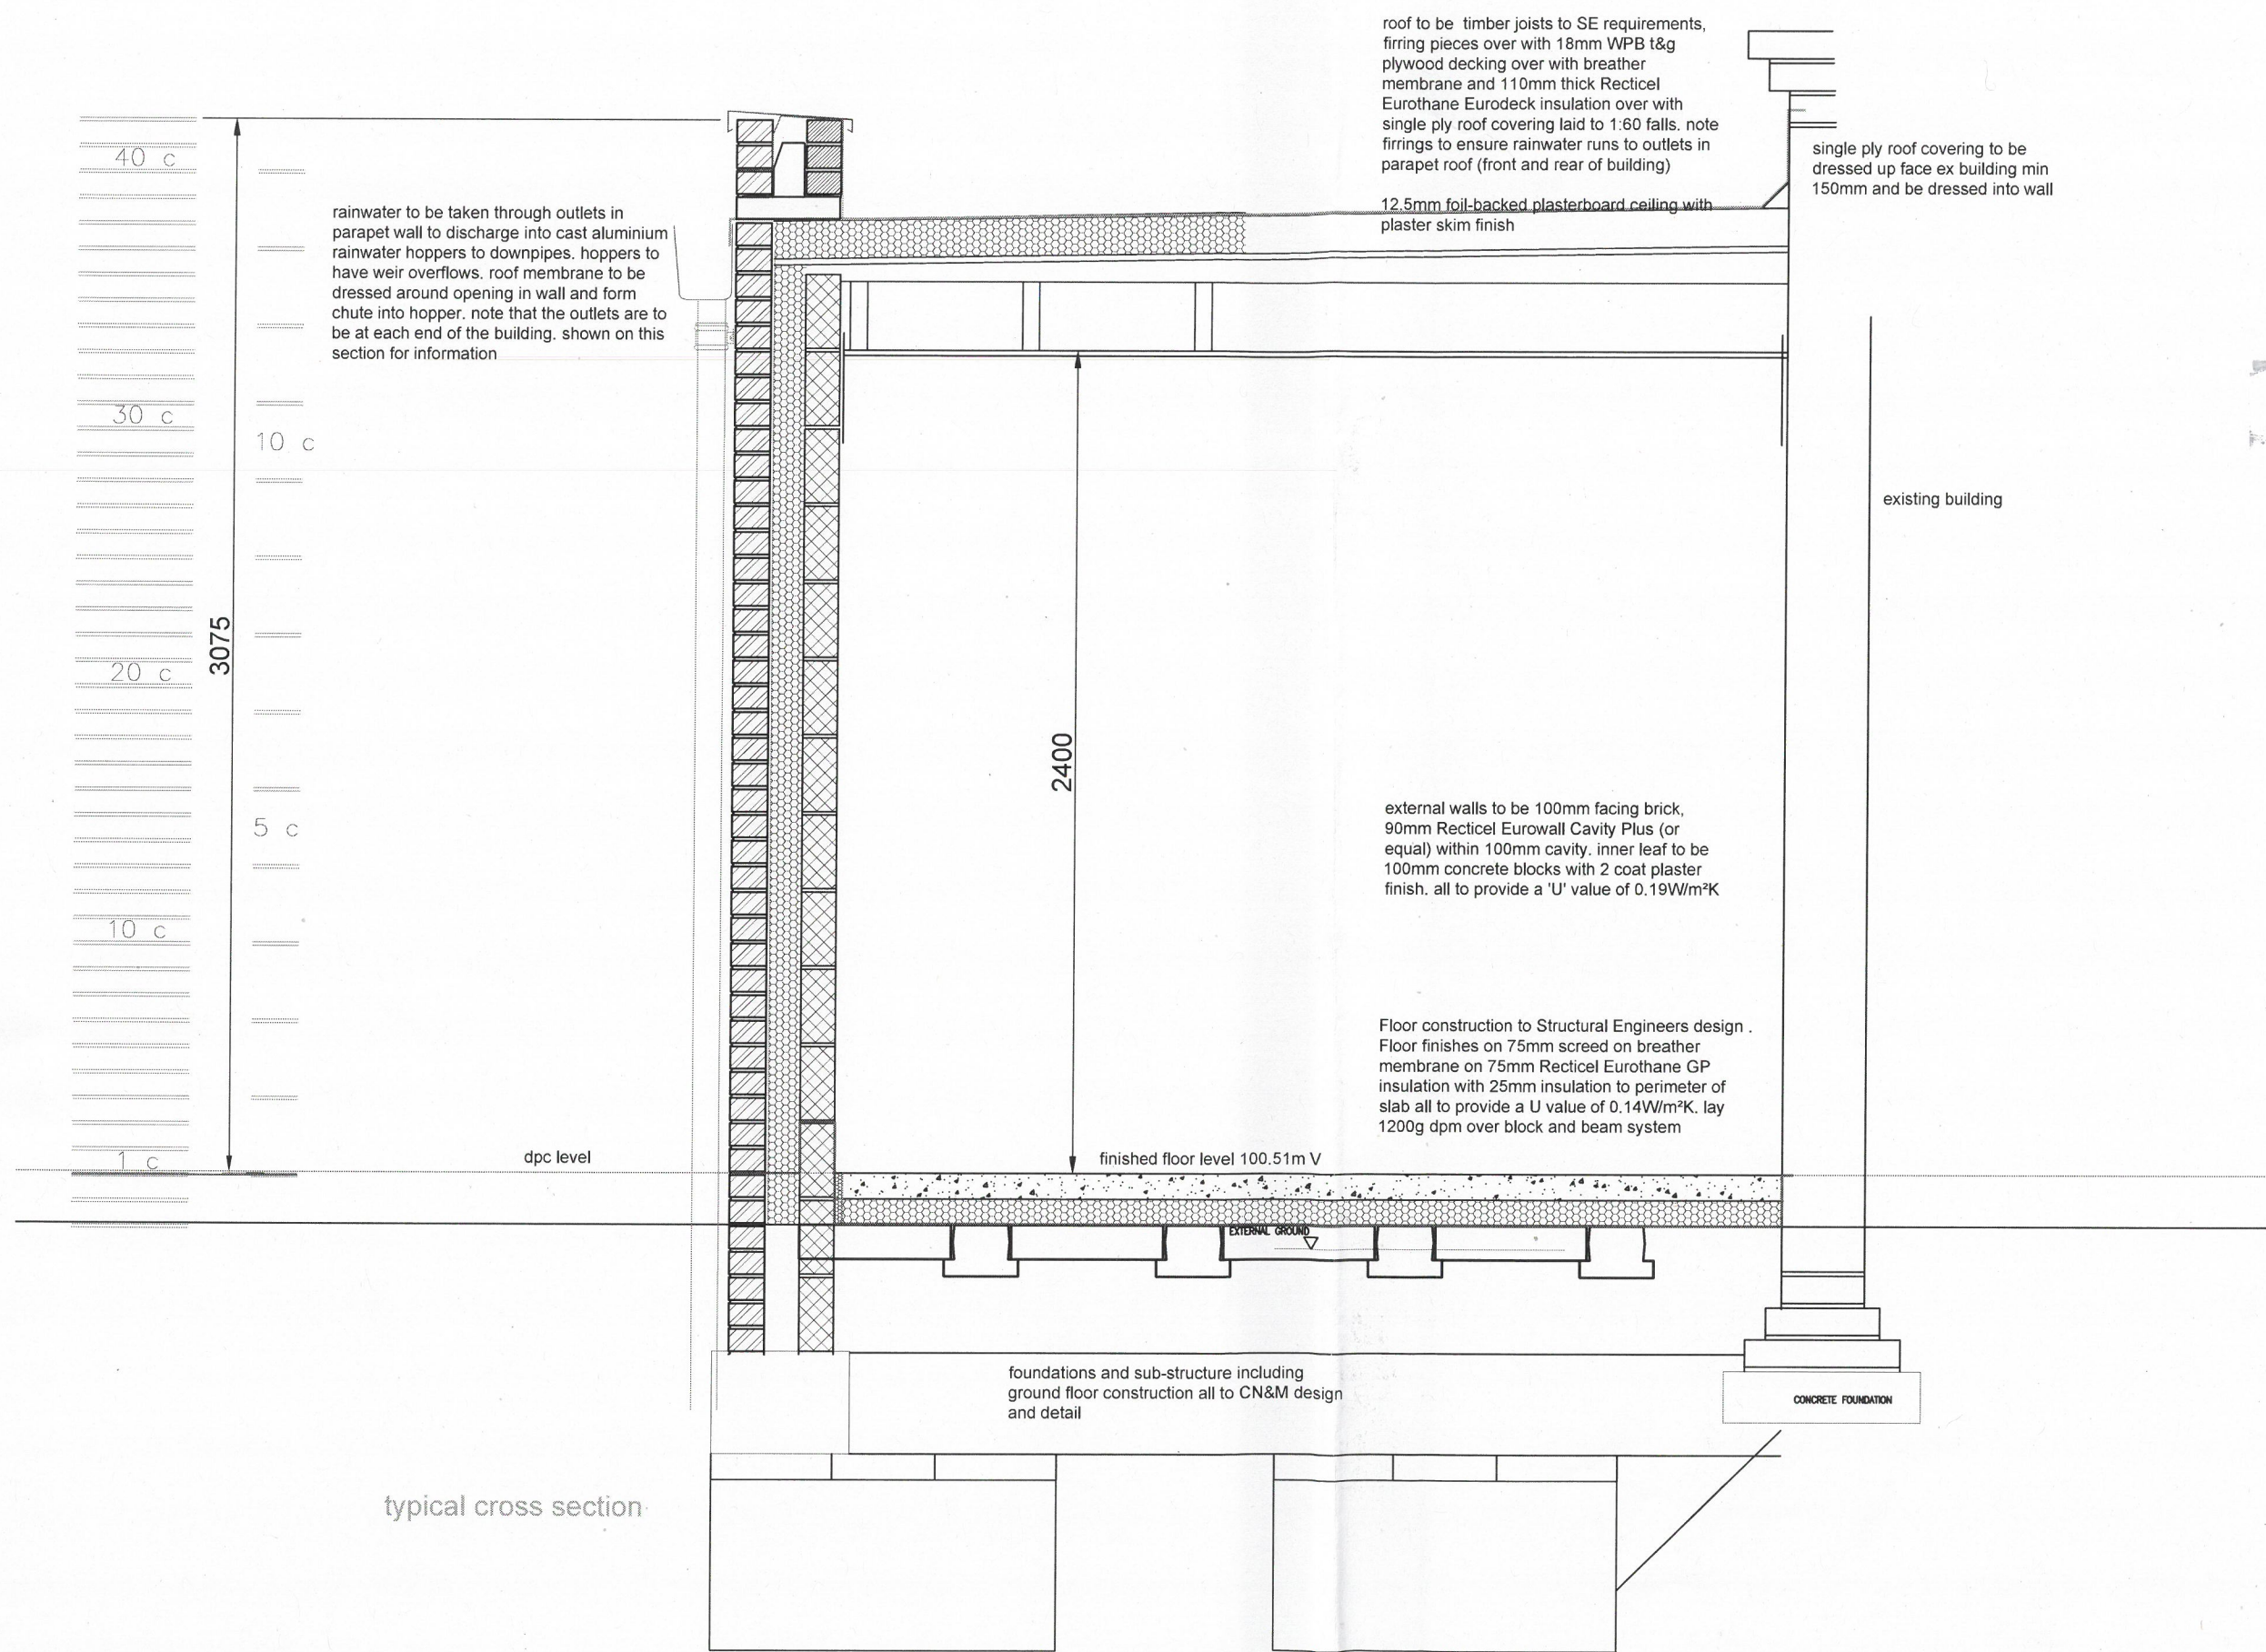 roof to be timber joists to SE requirements,
firring pieces over with 18mm WPB t&g
plywood decking over with breather
membrane and 110mm thick Recticel
Eurothane Eurodeck insulation over with
single ply roof covering laid to 1:60 falls. note
firrings to ensure rainwater runs to outlets in
parapet roof (front and rear of building)
12.5mm foil-backed plasterboard ceiling with
plaster skim finish
single ply roof covering to be
dressed up face ex building min
150mm and be dressed into wall
rainwater to be taken through outlets in
parapet wall to discharge into cast aluminium
rainwater hoppers to downpipes. hoppers to
have weir overflows. roof membrane to be
dressed around opening in wall and form
chute into hopper. note that the outlets are to
be at each end of the building. shown on this
section for information
40 c
30 c
10 c
20 c
5 c
10 c
1 c
3075
2400
existing building
external walls to be 100mm facing brick,
90mm Recticel Eurowall Cavity Plus (or
equal) within 100mm cavity. inner leaf to be
100mm concrete blocks with 2 coat plaster
finish. all to provide a 'U' value of 0.19W/m²K
Floor construction to Structural Engineers design .
Floor finishes on 75mm screed on breather
membrane on 75mm Recticel Eurothane GP
insulation with 25mm insulation to perimeter of
slab all to provide a U value of 0.14W/m²K. lay
1200g dpm over block and beam system
dpc level
finished floor level 100.51m V
EXTERNAL GROUND
foundations and sub-structure including
ground floor construction all to CN&M design
and detail
CONCRETE FOUNDATION
typical cross section